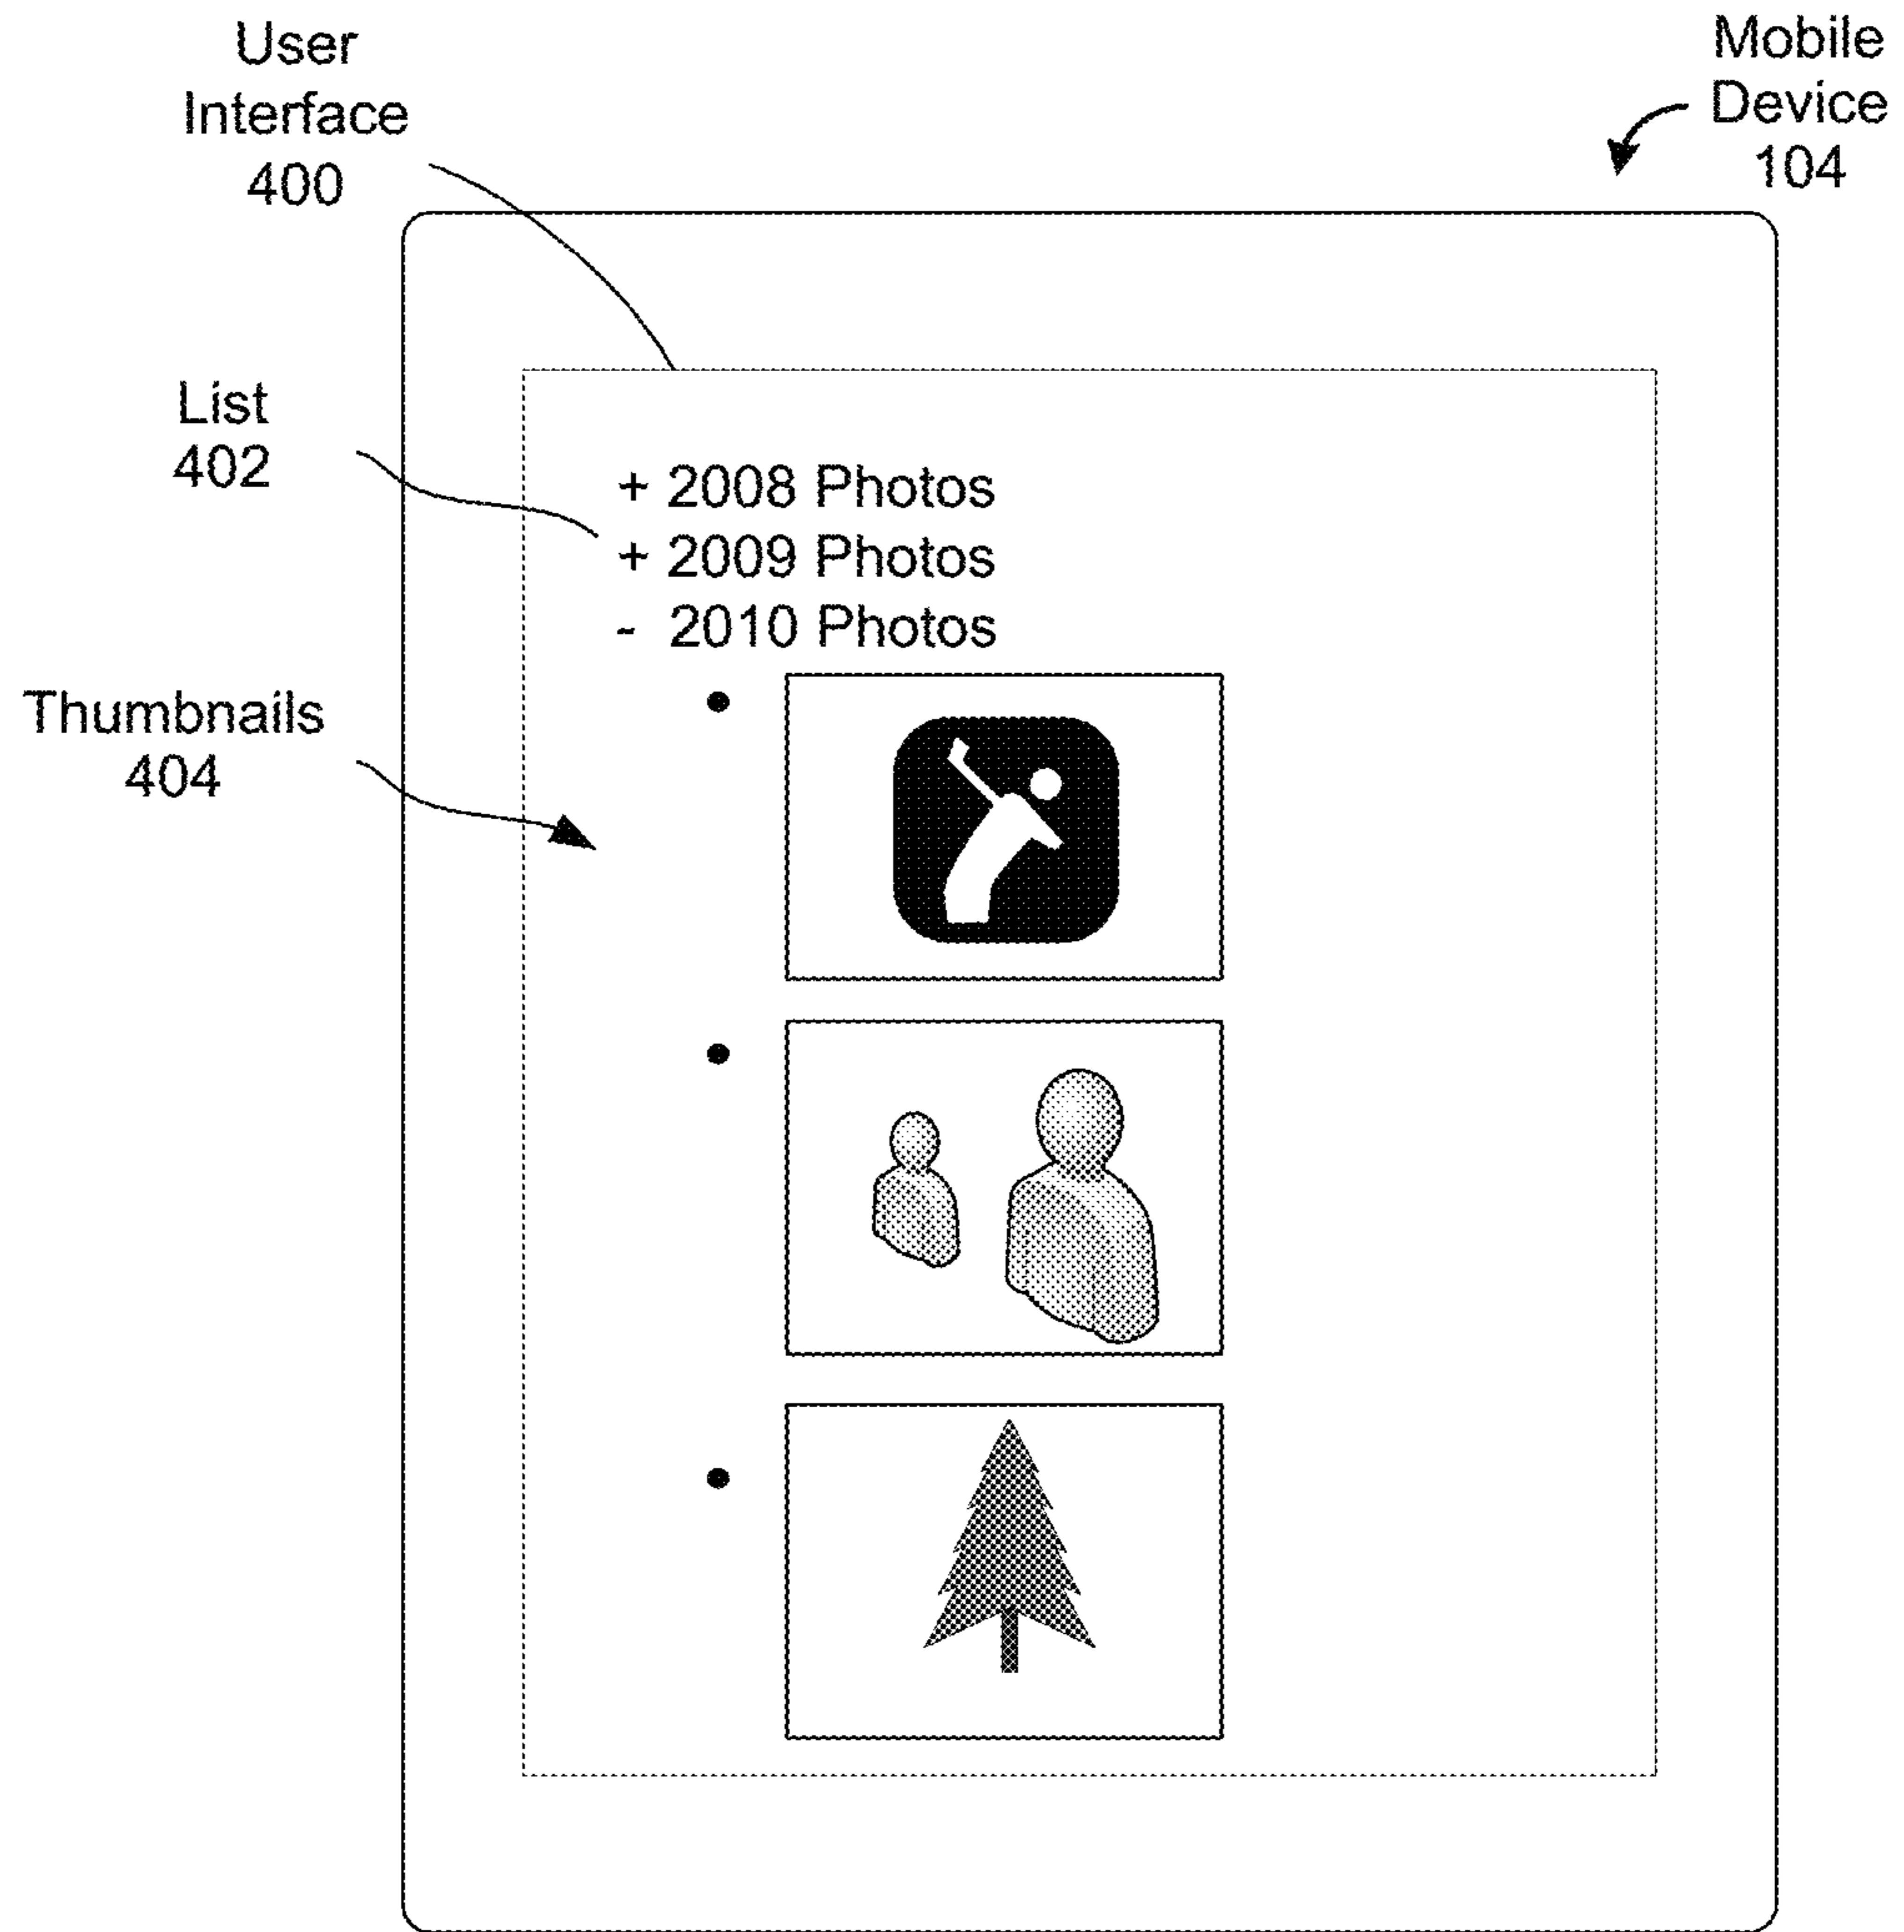 User
Interface
400
Mobile
Device
104
List
402
+ 2008 Photos
+ 2009 Photos
- 2010 Photos
Thumbnails
404